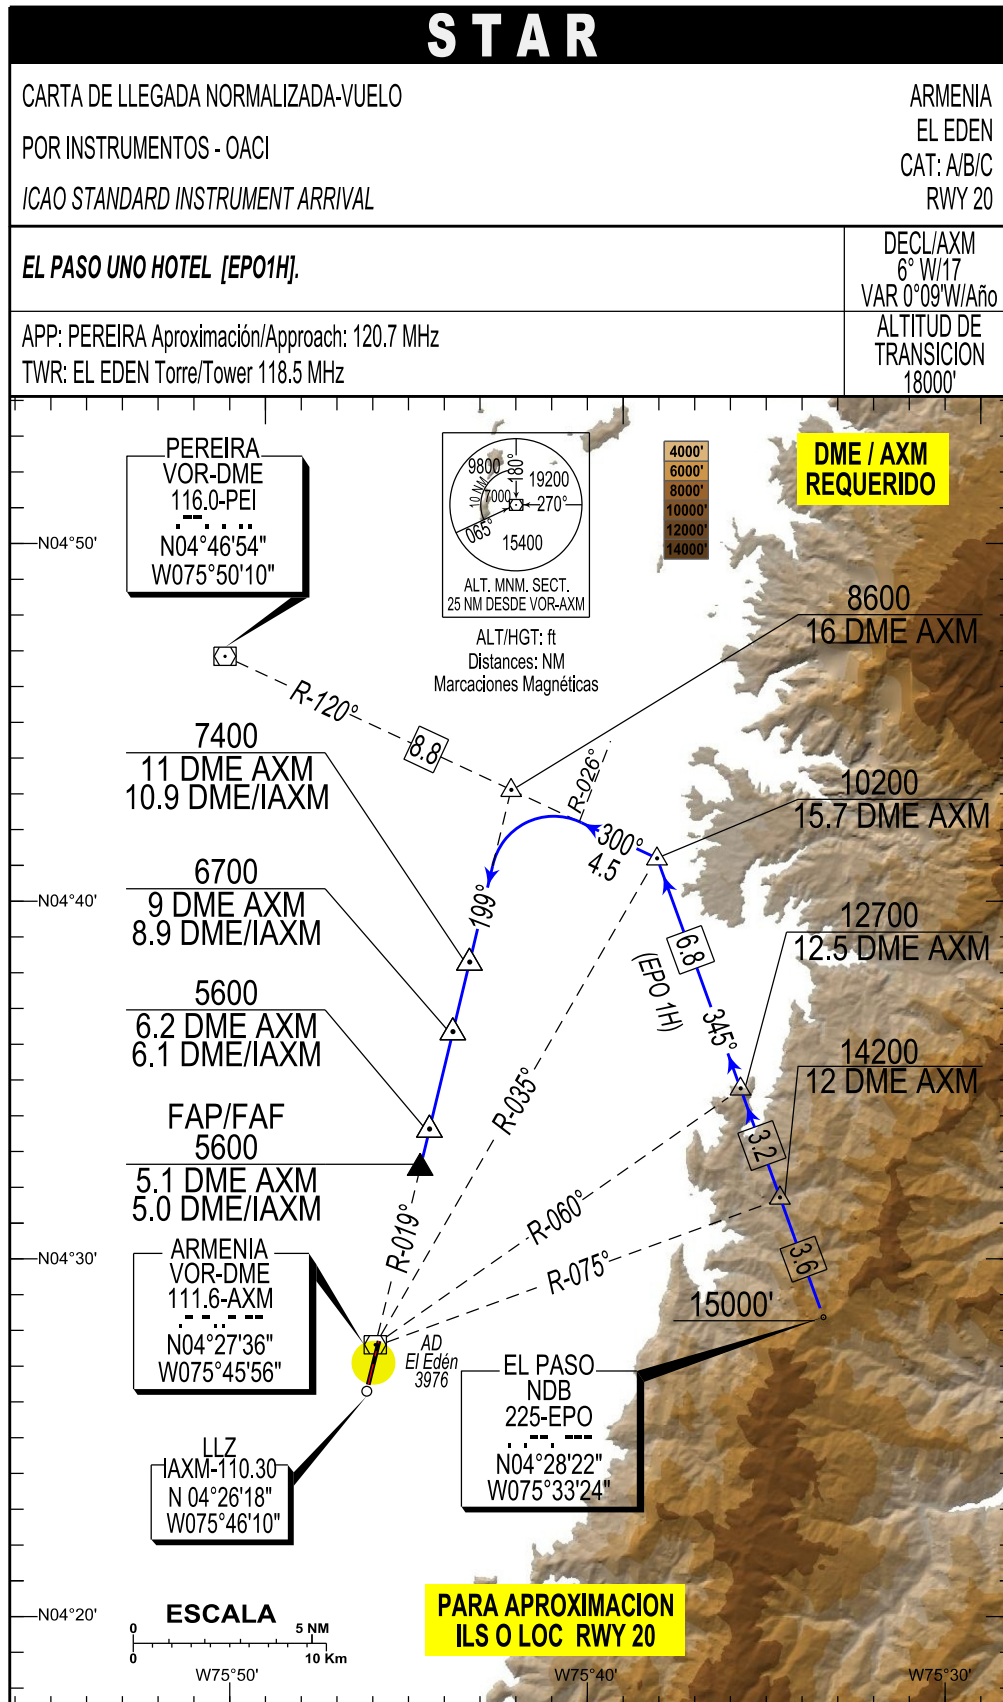 STAR
CARTA DE LLEGADA NORMALIZADA-VUELO
POR INSTRUMENTOS - OACI
ICAO STANDARD INSTRUMENT ARRIVAL
ARMENIA
EL EDEN
CAT: A/B/C
RWY 20
EL PASO UNO HOTEL [EPO1H].
DECL/AXM
6° W/17
VAR 0°09'W/Año
APP: PEREIRA Aproximación/Approach: 120.7 MHz
TWR: EL EDEN Torre/Tower 118.5 MHz
ALTITUD DE
TRANSICION
18000'
PEREIRA
VOR-DME
116.0-PEI
N04°46'54"
W075°50'10"
9800
180°
19200
10 NM
7000
270°
065°
15400
ALT. MNM. SECT.
25 NM DESDE VOR-AXM
ALT/HGT: ft
Distances: NM
Marcaciones Magnéticas
4000'
6000'
8000'
10000'
12000'
14000'
DME / AXM
REQUERIDO
N04°50'
8600
16 DME AXM
R-120°
8.8
R-026°
7400
11 DME AXM
10.9 DME/IAXM
10200
15.7 DME AXM
300°
4.5
6700
9 DME AXM
8.9 DME/IAXM
N04°40'
199°
12700
12.5 DME AXM
6.8
(EPO 1H)
345°
5600
6.2 DME AXM
6.1 DME/IAXM
14200
12 DME AXM
R-035°
FAP/FAF
5600
5.1 DME AXM
5.0 DME/IAXM
3.2
R-060°
R-019°
R-075°
3.6
N04°30'
ARMENIA
VOR-DME
111.6-AXM
N04°27'36"
W075°45'56"
15000'
AD
El Edén
3976
EL PASO
NDB
225-EPO
N04°28'22"
W075°33'24"
LLZ
IAXM-110.30
N 04°26'18"
W075°46'10"
N04°20'
ESCALA
0 5 NM
0 10 Km
PARA APROXIMACION
ILS O LOC RWY 20
W75°50'
W75°40'
W75°30'